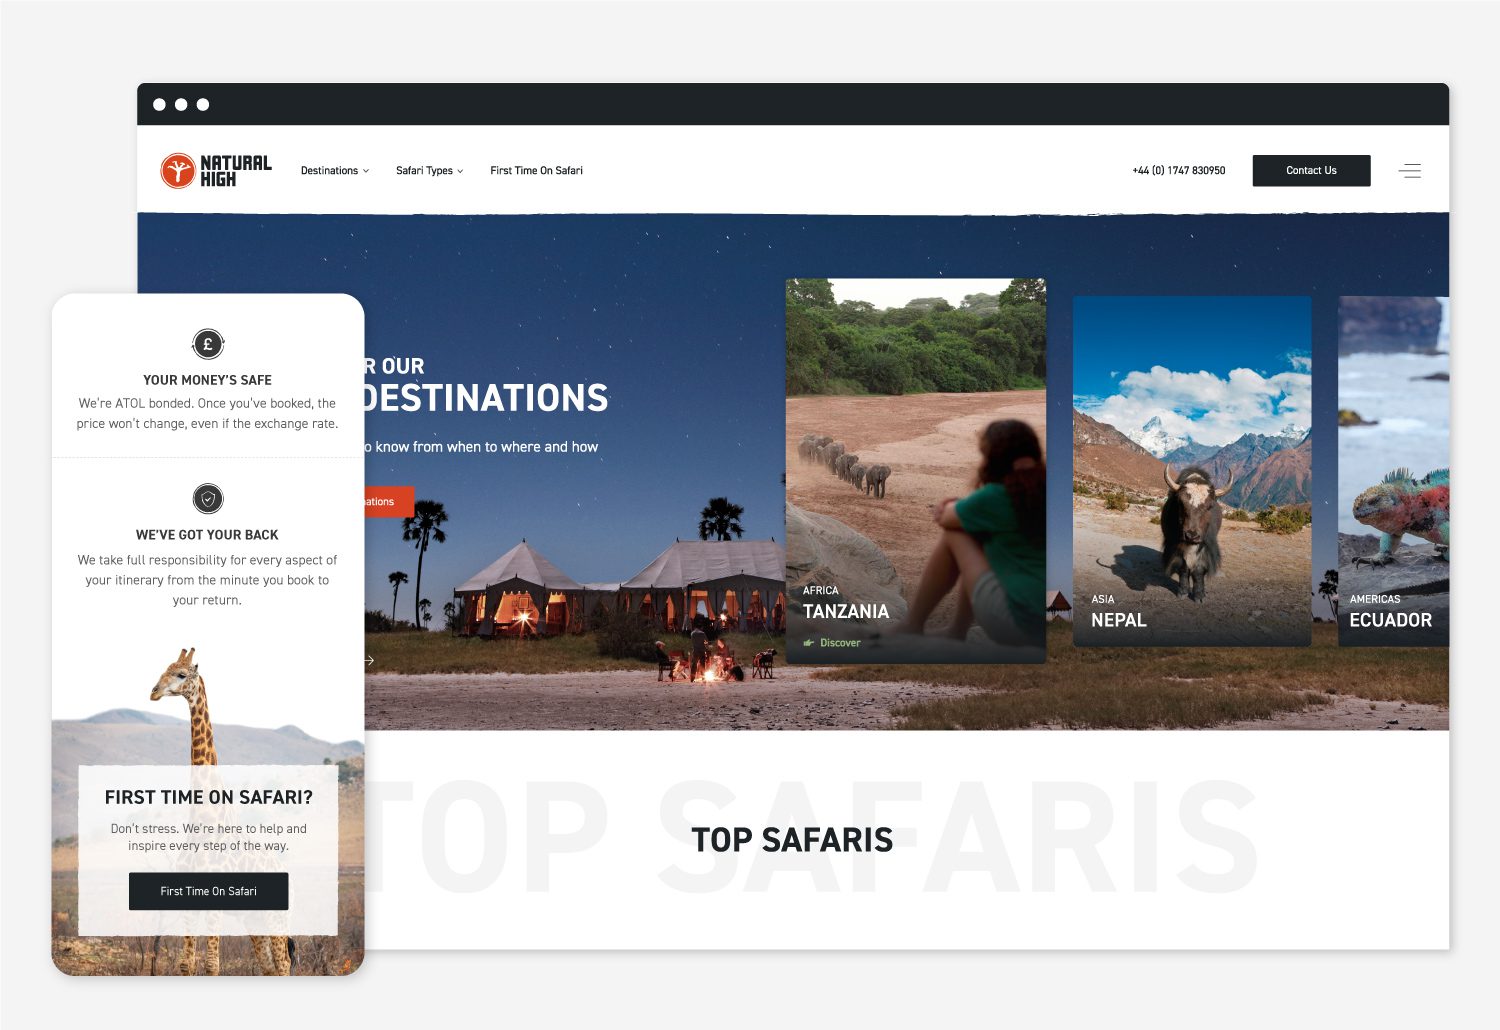 NATURAL
HIGH
Destinations
Safari Types
First Time On Safari
+44 (0) 1747 830950
Contact Us
R OUR
DESTINATIONS
o know from when to where and how
nations
AFRICA
TANZANIA
Discover
ASIA
NEPAL
AMERICAS
ECUADOR
TOP SAFARIS
TOP SAFARIS
£
YOUR MONEY'S SAFE
We're ATOL bonded. Once you've booked, the
price won't change, even if the exchange rate.
WE'VE GOT YOUR BACK
We take full responsibility for every aspect of
your itinerary from the minute you book to
your return.
FIRST TIME ON SAFARI?
Don't stress. We're here to help and
inspire every step of the way.
First Time On Safari